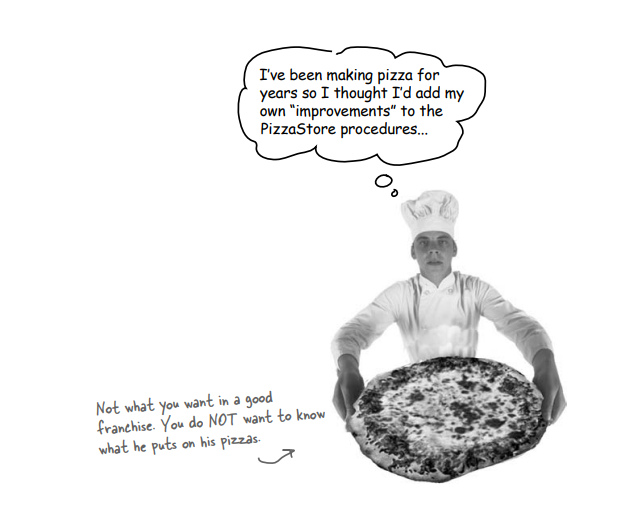 I've been making pizza for
years so I thought I'd add my
own “improvements” to the
PizzaStore procedures...
Not what you want in a good
franchise. You do NOT want to know
what he puts on his pizzas.